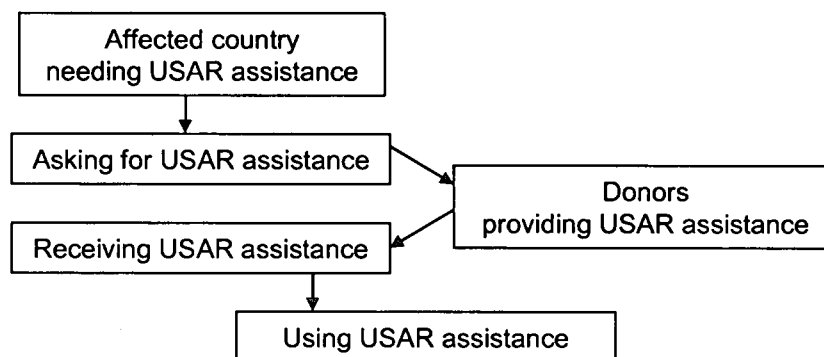 Affected country
needing USAR assistance
Asking for USAR assistance
Donors
providing USAR assistance
Receiving USAR assistance
Using USAR assistance